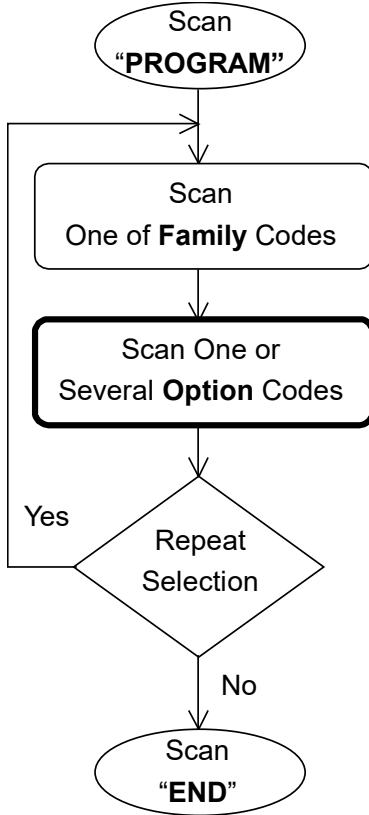 Scan
“PROGRAM”
Scan
One of Family Codes
Scan One or
Several Option Codes
Yes
Repeat
Selection
No
Scan
“END”